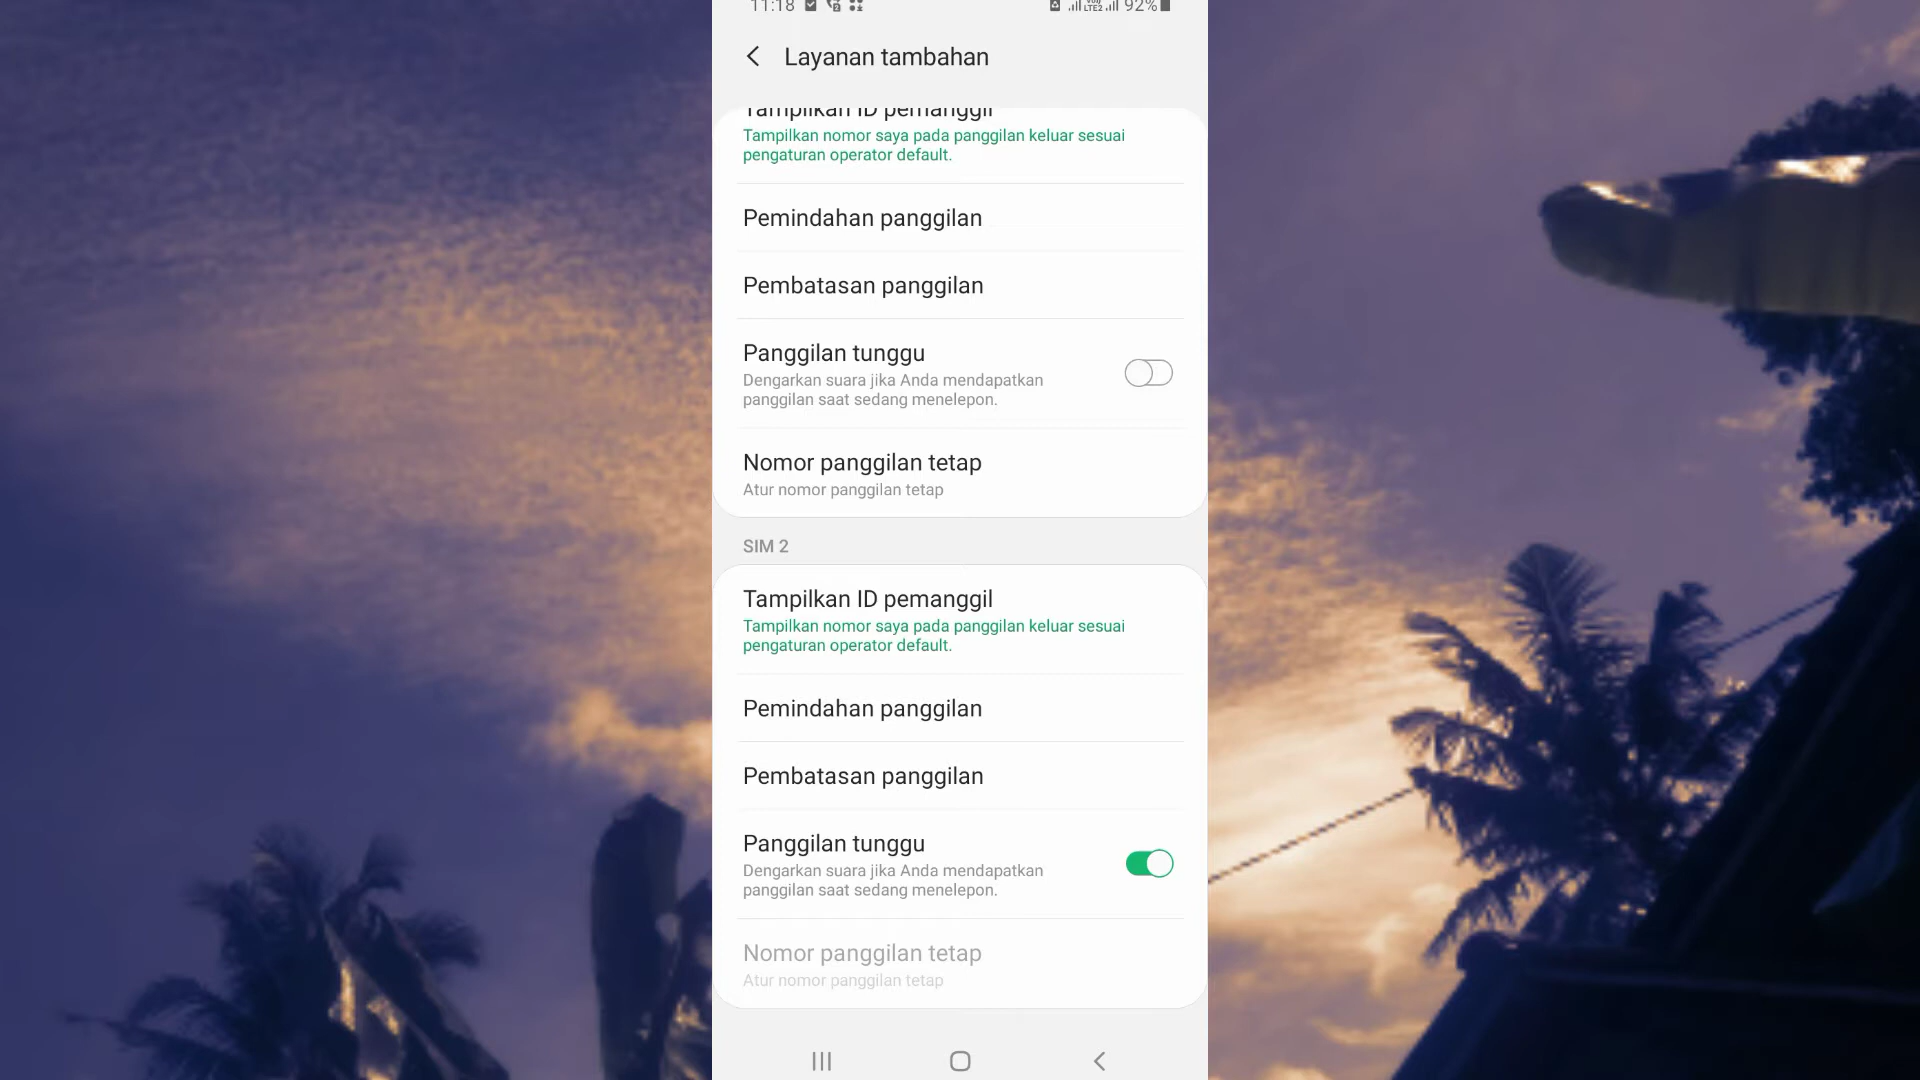 11:18 92%
Layanan tambahan
Tampilkan ID pemanggil
Tampilkan nomor saya pada panggilan keluar sesuai
pengaturan operator default.
Pemindahan panggilan
Pembatasan panggilan
Panggilan tunggu
Dengarkan suara jika Anda mendapatkan
panggilan saat sedang menelepon.
Nomor panggilan tetap
Atur nomor panggilan tetap
SIM 2
Tampilkan ID pemanggil
Tampilkan nomor saya pada panggilan keluar sesuai
pengaturan operator default.
Pemindahan panggilan
Pembatasan panggilan
Panggilan tunggu
Dengarkan suara jika Anda mendapatkan
panggilan saat sedang menelepon.
Nomor panggilan tetap
Atur nomor panggilan tetap